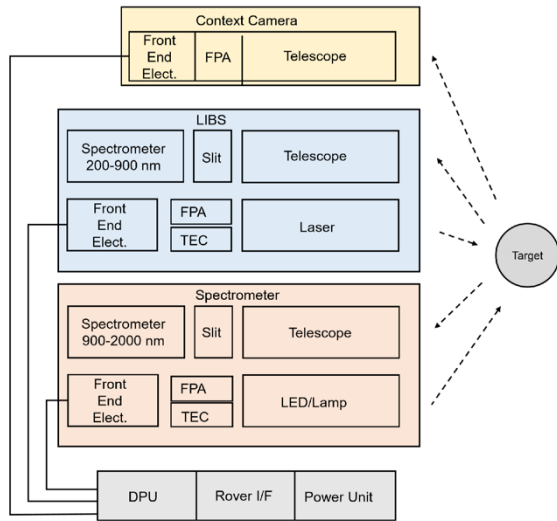 Context Camera
Front
End
Elect.
FPA
Telescope
LIBS
Spectrometer
200-900 nm
Slit
Telescope
Front
End
Elect.
FPA
TEC
Laser
Target
Spectrometer
Spectrometer
900-2000 nm
Slit
Telescope
Front
End
Elect.
FPA
TEC
LED/Lamp
DPU
Rover I/F
Power Unit